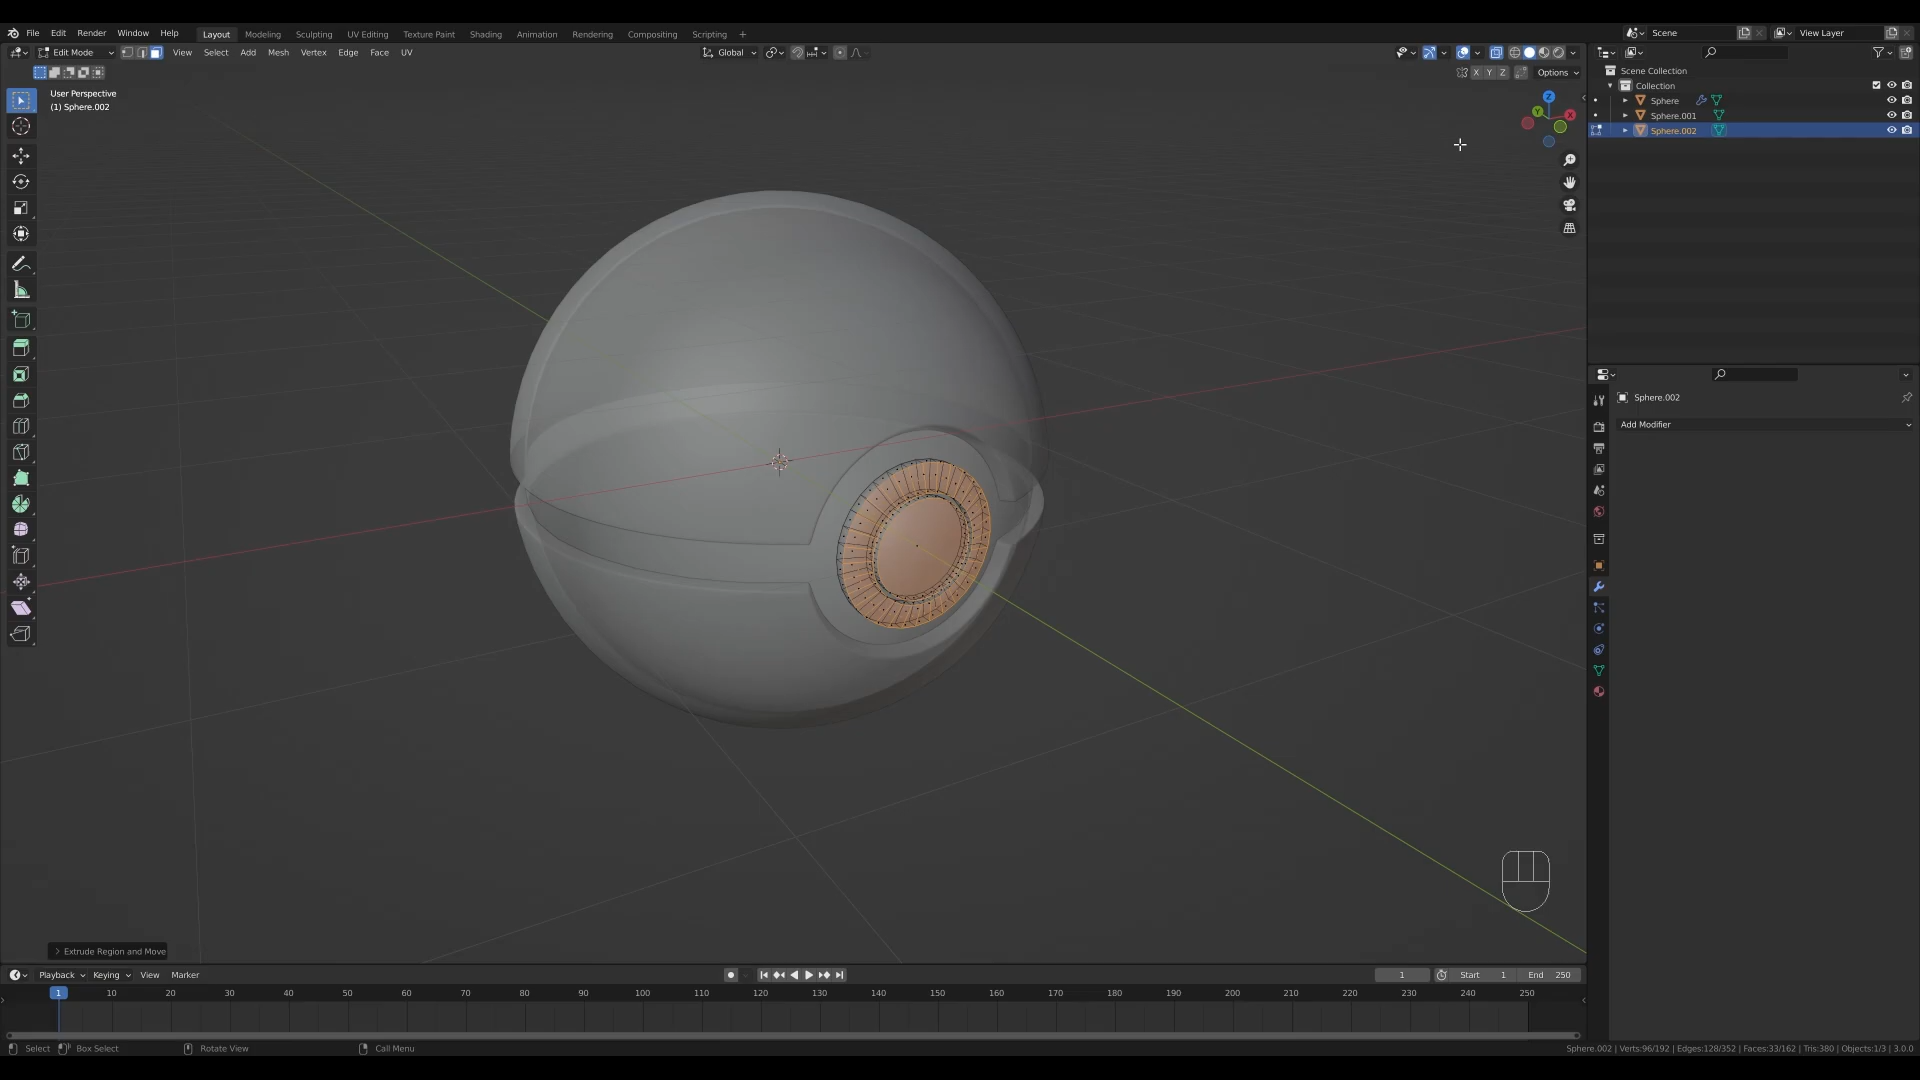 File Edit Render Window Help Layout Modeling Sculpting UV Editing Texture Paint Shading Animation Rendering Compositing Scripting + Scene View Layer
Edit Mode View Select Add Mesh Vertex Edge Face UV Global
X Y Z Options
User Perspective
(1) Sphere.002
Z
Y X
Scene Collection
Collection
Sphere
Sphere.001
Sphere.002
Sphere.002
Add Modifier
Extrude Region and Move
Playback Keying View Marker 1 Start 1 End 250
1 10 20 30 40 50 60 70 80 90 100 110 120 130 140 150 160 170 180 190 200 210 220 230 240 250
Select Box Select Rotate View Call Menu Sphere.002 | Verts:96/192 | Edges:128/352 | Faces:33/162 | Tris:380 | Objects:1/3 | 3.0.0